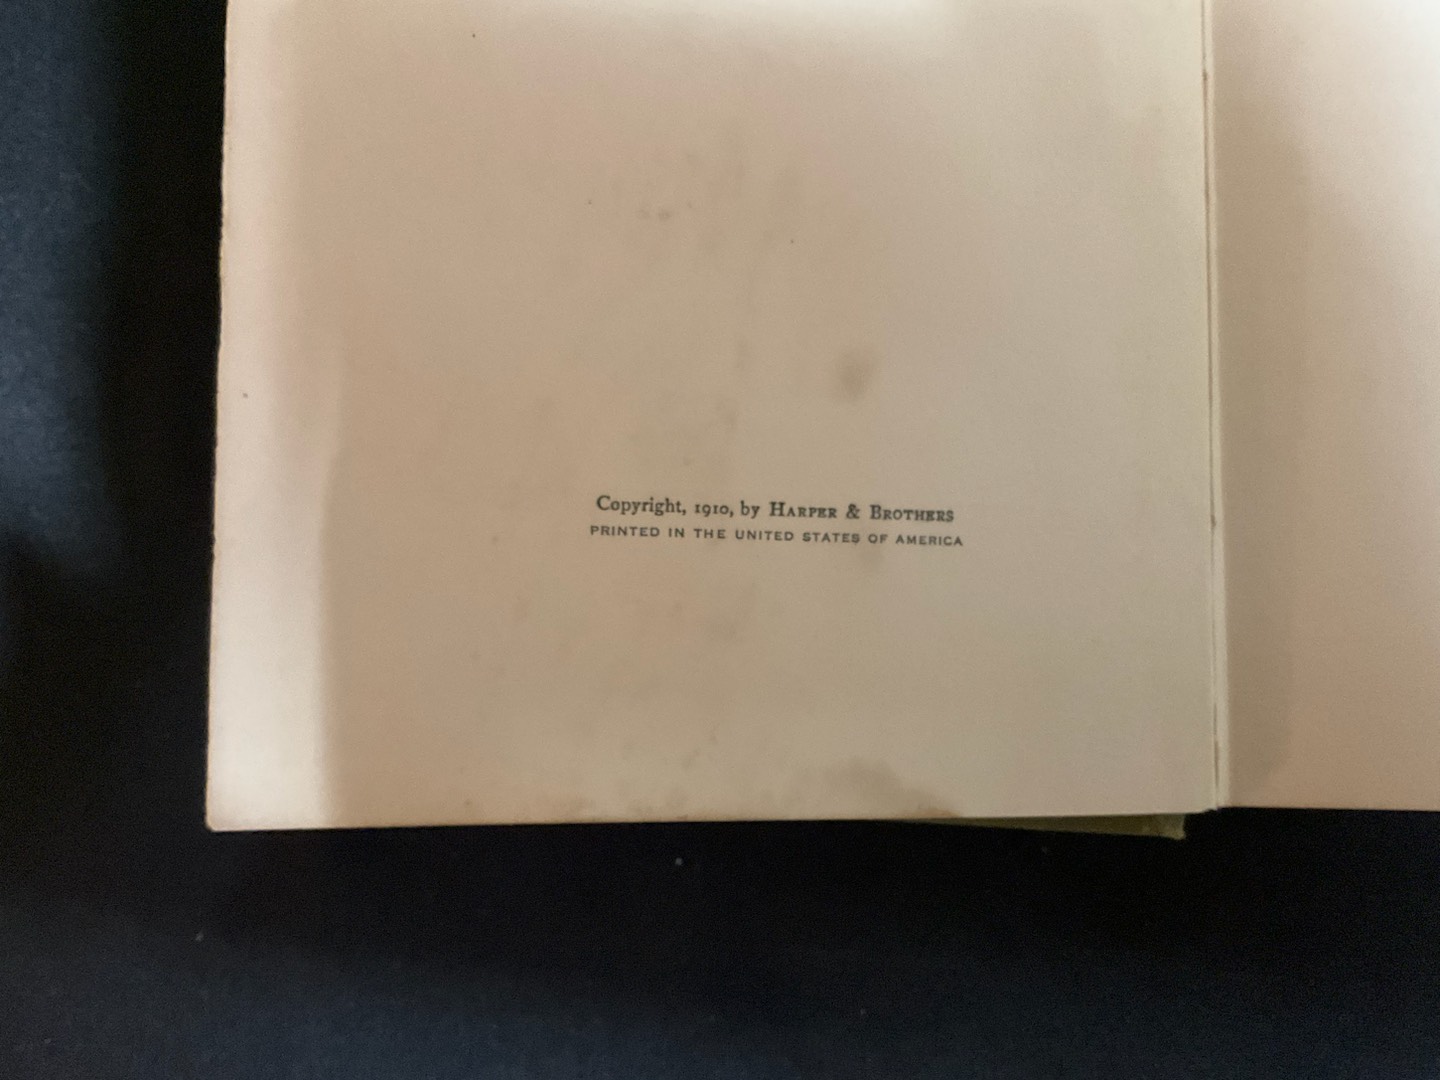 Copyright, 1910, by HARPER & BROTHERS
PRINTED IN THE UNITED STATES OF AMERICA